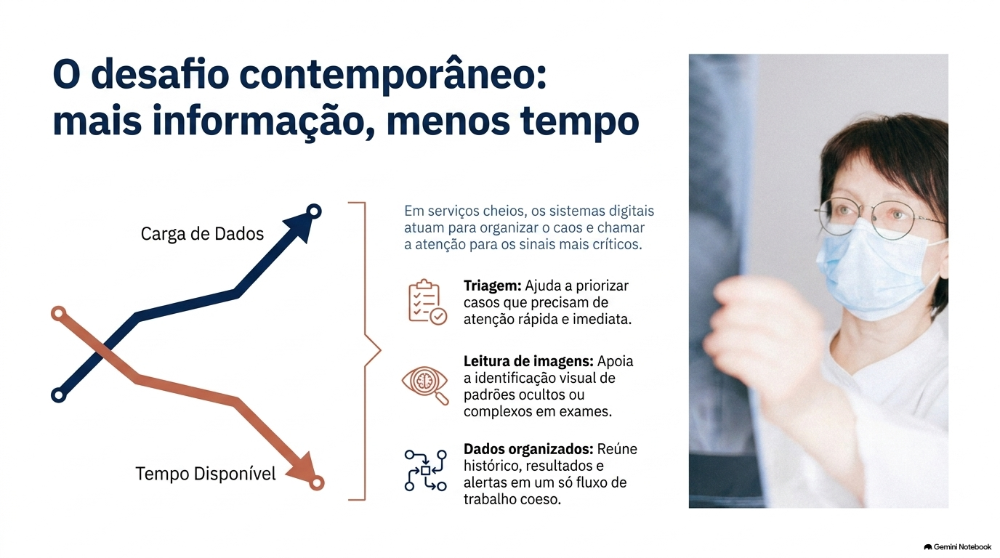 O desafio contemporâneo:
mais informação, menos tempo
Carga de Dados
Tempo Disponível
Em serviços cheios, os sistemas digitais
atuam para organizar o caos e chamar
a atenção para os sinais mais críticos.
Triagem: Ajuda a priorizar
casos que precisam de
atenção rápida e imediata.
Leitura de imagens: Apoia
a identificação visual de
padrões ocultos ou
complexos em exames.
Dados organizados: Reúne
histórico, resultados e
alertas em um só fluxo de
trabalho coeso.
Gemini Notebook